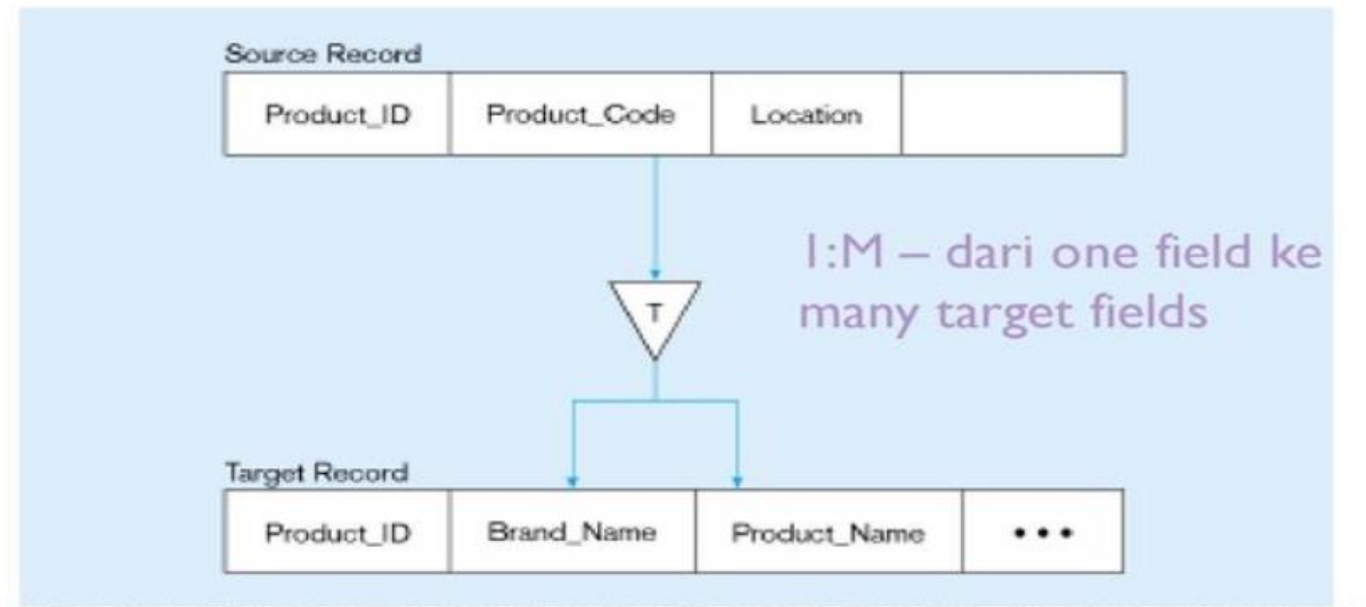 Source Record
Product_ID Product_Code Location
1:M – dari one field ke
many target fields
T
Target Record
Product_ID Brand_Name Product_Name •••